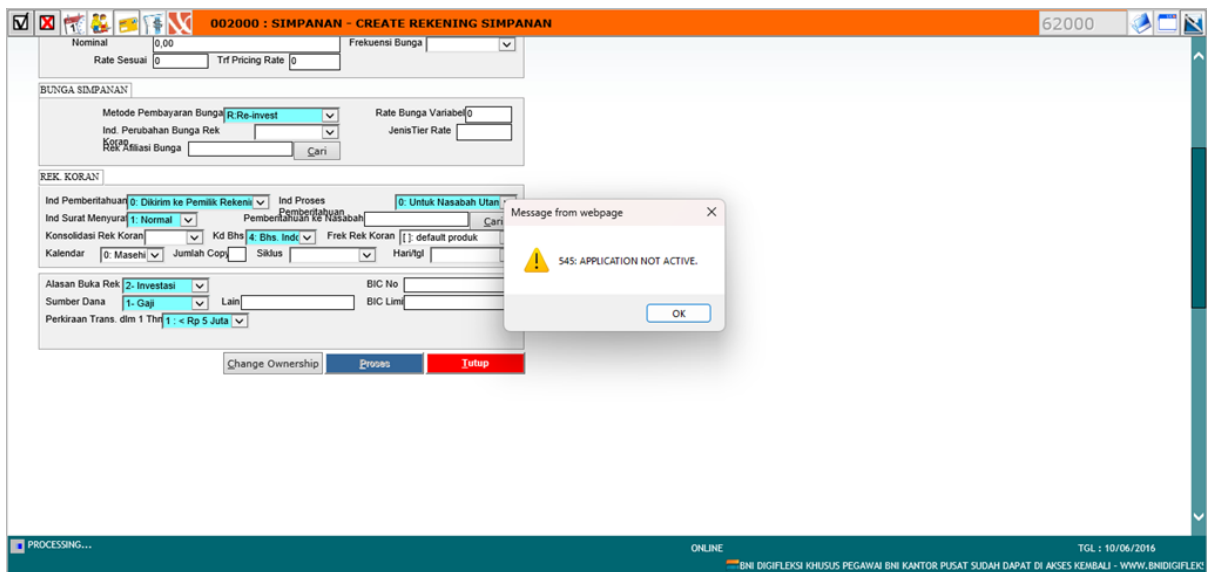 002000 : SIMPANAN - CREATE REKENING SIMPANAN
62000
Nominal 0,00 Frekuensi Bunga
Rate Sesuai 0 Trf Pricing Rate 0
BUNGA SIMPANAN
Metode Pembayaran Bunga R:Re-invest Rate Bunga Variabel 0
Ind. Perubahan Bunga Rek JenisTier Rate
Koran
Rek Afiliasi Bunga Cari
REK. KORAN
Ind Pemberitahuan 0: Dikirim ke Pemilik Rekeni Ind Proses 0: Untuk Nasabah Utan
Pemberitahuan
Ind Surat Menyurat 1: Normal Pemberitahuan ke Nasabah Cari
Konsolidasi Rek Koran Kd Bhs 4: Bhs. Indo Frek Rek Koran [ ]: default produk
Kalendar 0: Masehi Jumlah Copy Siklus Hari/tgl
Alasan Buka Rek 2- Investasi BIC No
Sumber Dana 1- Gaji Lain BIC Limi
Perkiraan Trans. dlm 1 Thn 1 : < Rp 5 Juta
Change Ownership Proses Tutup
Message from webpage
545: APPLICATION NOT ACTIVE.
OK
PROCESSING... ONLINE TGL : 10/06/2016
BNI DIGIFLEKSI KHUSUS PEGAWAI BNI KANTOR PUSAT SUDAH DAPAT DI AKSES KEMBALI - WWW.BNIDIGIFLEK